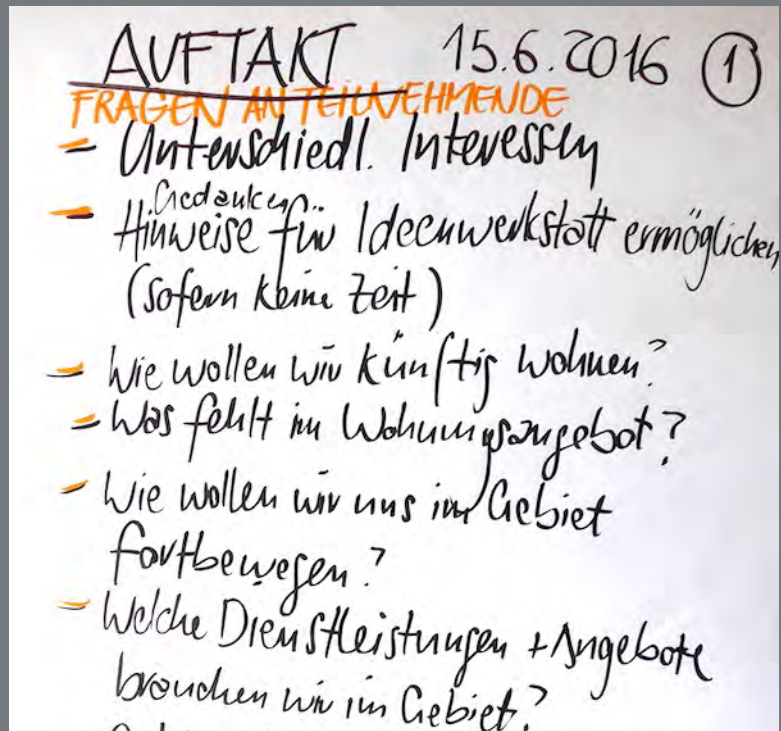 AUFTAKT 15.6.2016 ①
FRAGEN AN TEILNEHMENDE
- Unterschiedl. Interessen
Gedanken
- Hinweise für Ideenwerkstatt ermöglichen
(sofern keine Zeit)
- Wie wollen wir künftig wohnen?
- Was fehlt im Wohnungsangebot?
- Wie wollen wir uns im Gebiet
fortbewegen?
- Welche Dienstleistungen + Angebote
brauchen wir im Gebiet?